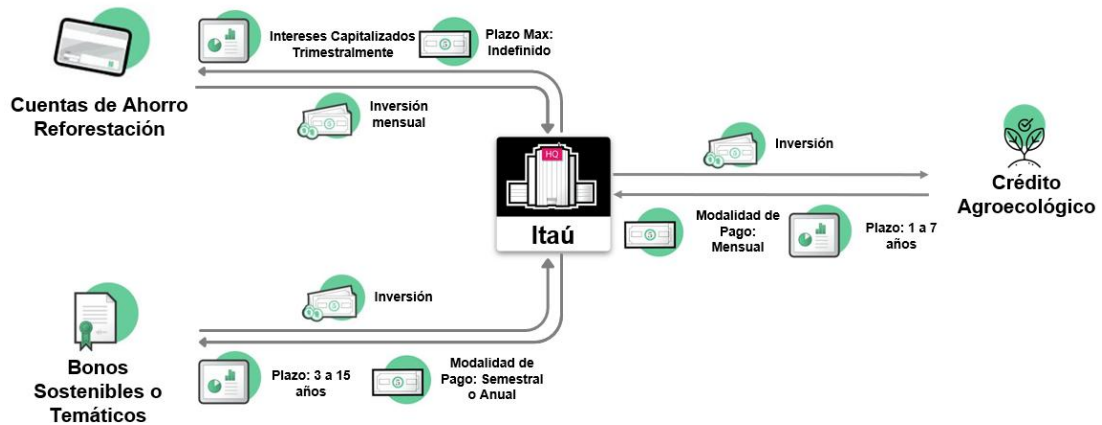 Intereses Capitalizados
Trimestralmente
Plazo Max:
Indefinido
Cuentas de Ahorro
Reforestación
Inversión
mensual
HQ
Itaú
Inversión
Crédito
Agroecológico
Modalidad de
Pago:
Mensual
Plazo: 1 a 7
años
Inversión
Bonos
Sostenibles o
Temáticos
Plazo: 3 a 15
años
Modalidad de
Pago: Semestral
o Anual